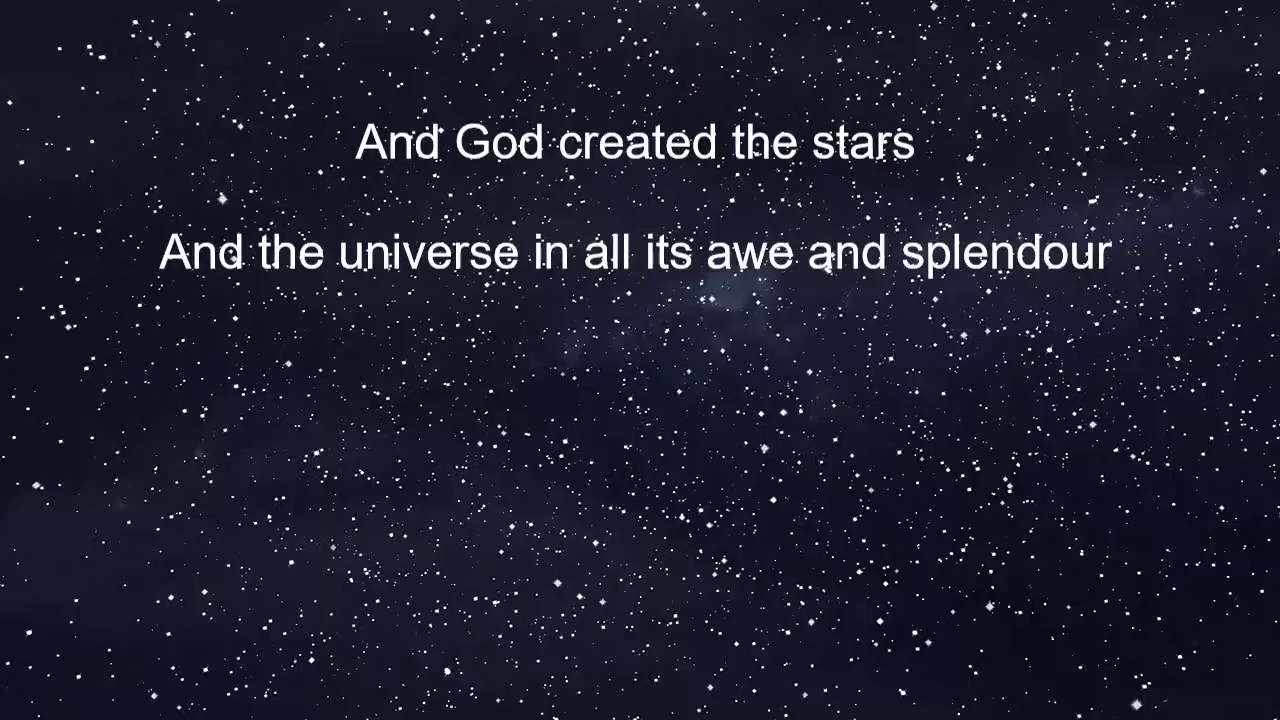 And God created the stars
And the universe in all its awe and splendour